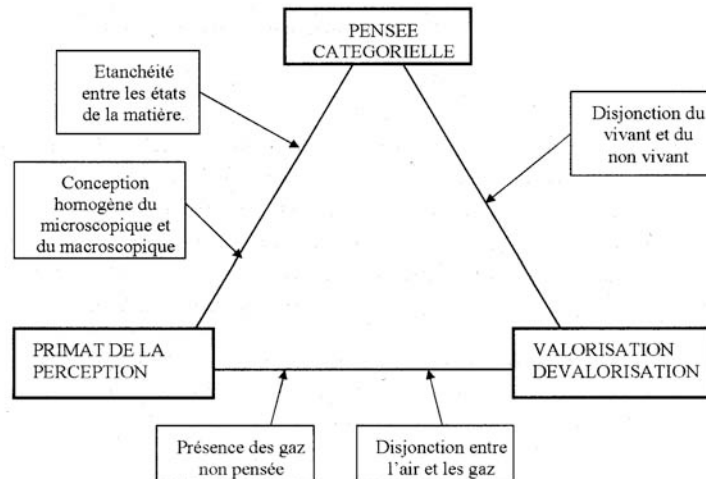 PENSEE
CATEGORIELLE
Etanchéité
entre les états
de la matière.
Disjonction du
vivant et du
non vivant
Conception
homogène du
microscopique et
du macroscopique
PRIMAT DE LA
PERCEPTION
VALORISATION
DEVALORISATION
Présence des gaz
non pensée
Disjonction entre
l'air et les gaz